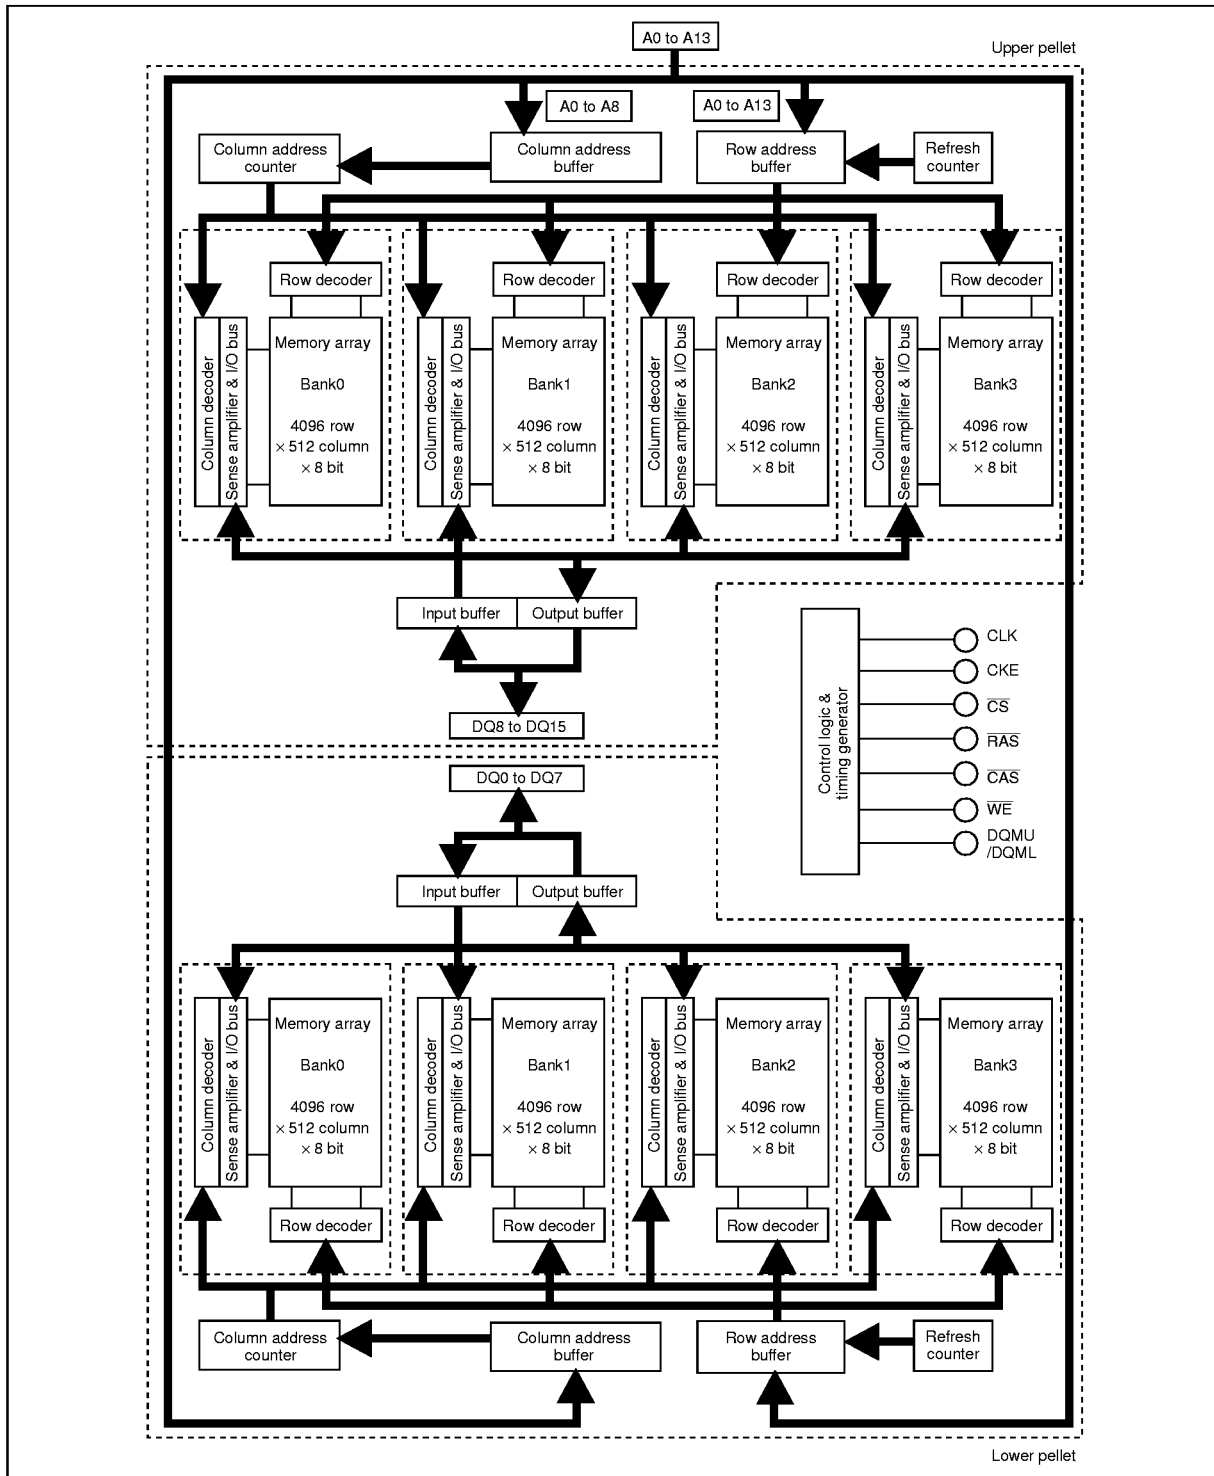 A0 to A13
Upper pellet
A0 to A8
A0 to A13
Column address
counter
Column address
buffer
Row address
buffer
Refresh
counter
Row decoder
Row decoder
Row decoder
Row decoder
Column decoder
Sense amplifier & I/O bus
Memory array
Bank0
4096 row
× 512 column
× 8 bit
Column decoder
Sense amplifier & I/O bus
Memory array
Bank1
4096 row
× 512 column
× 8 bit
Column decoder
Sense amplifier & I/O bus
Memory array
Bank2
4096 row
× 512 column
× 8 bit
Column decoder
Sense amplifier & I/O bus
Memory array
Bank3
4096 row
× 512 column
× 8 bit
Input buffer
Output buffer
DQ8 to DQ15
Control logic &
timing generator
CLK
CKE
C̅S̅
R̅A̅S̅
C̅A̅S̅
W̅E̅
DQMU
/DQML
DQ0 to DQ7
Input buffer
Output buffer
Column decoder
Sense amplifier & I/O bus
Memory array
Bank0
4096 row
× 512 column
× 8 bit
Column decoder
Sense amplifier & I/O bus
Memory array
Bank1
4096 row
× 512 column
× 8 bit
Column decoder
Sense amplifier & I/O bus
Memory array
Bank2
4096 row
× 512 column
× 8 bit
Column decoder
Sense amplifier & I/O bus
Memory array
Bank3
4096 row
× 512 column
× 8 bit
Row decoder
Row decoder
Row decoder
Row decoder
Column address
counter
Column address
buffer
Row address
buffer
Refresh
counter
Lower pellet